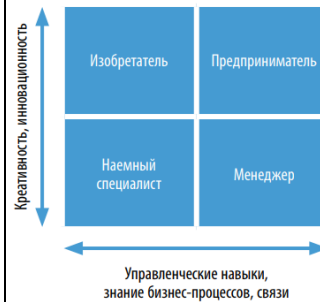 Креативность, инновационность
Изобретатель
Предприниматель
Наемный
специалист
Менеджер
Управленческие навыки,
знание бизнес-процессов, связи